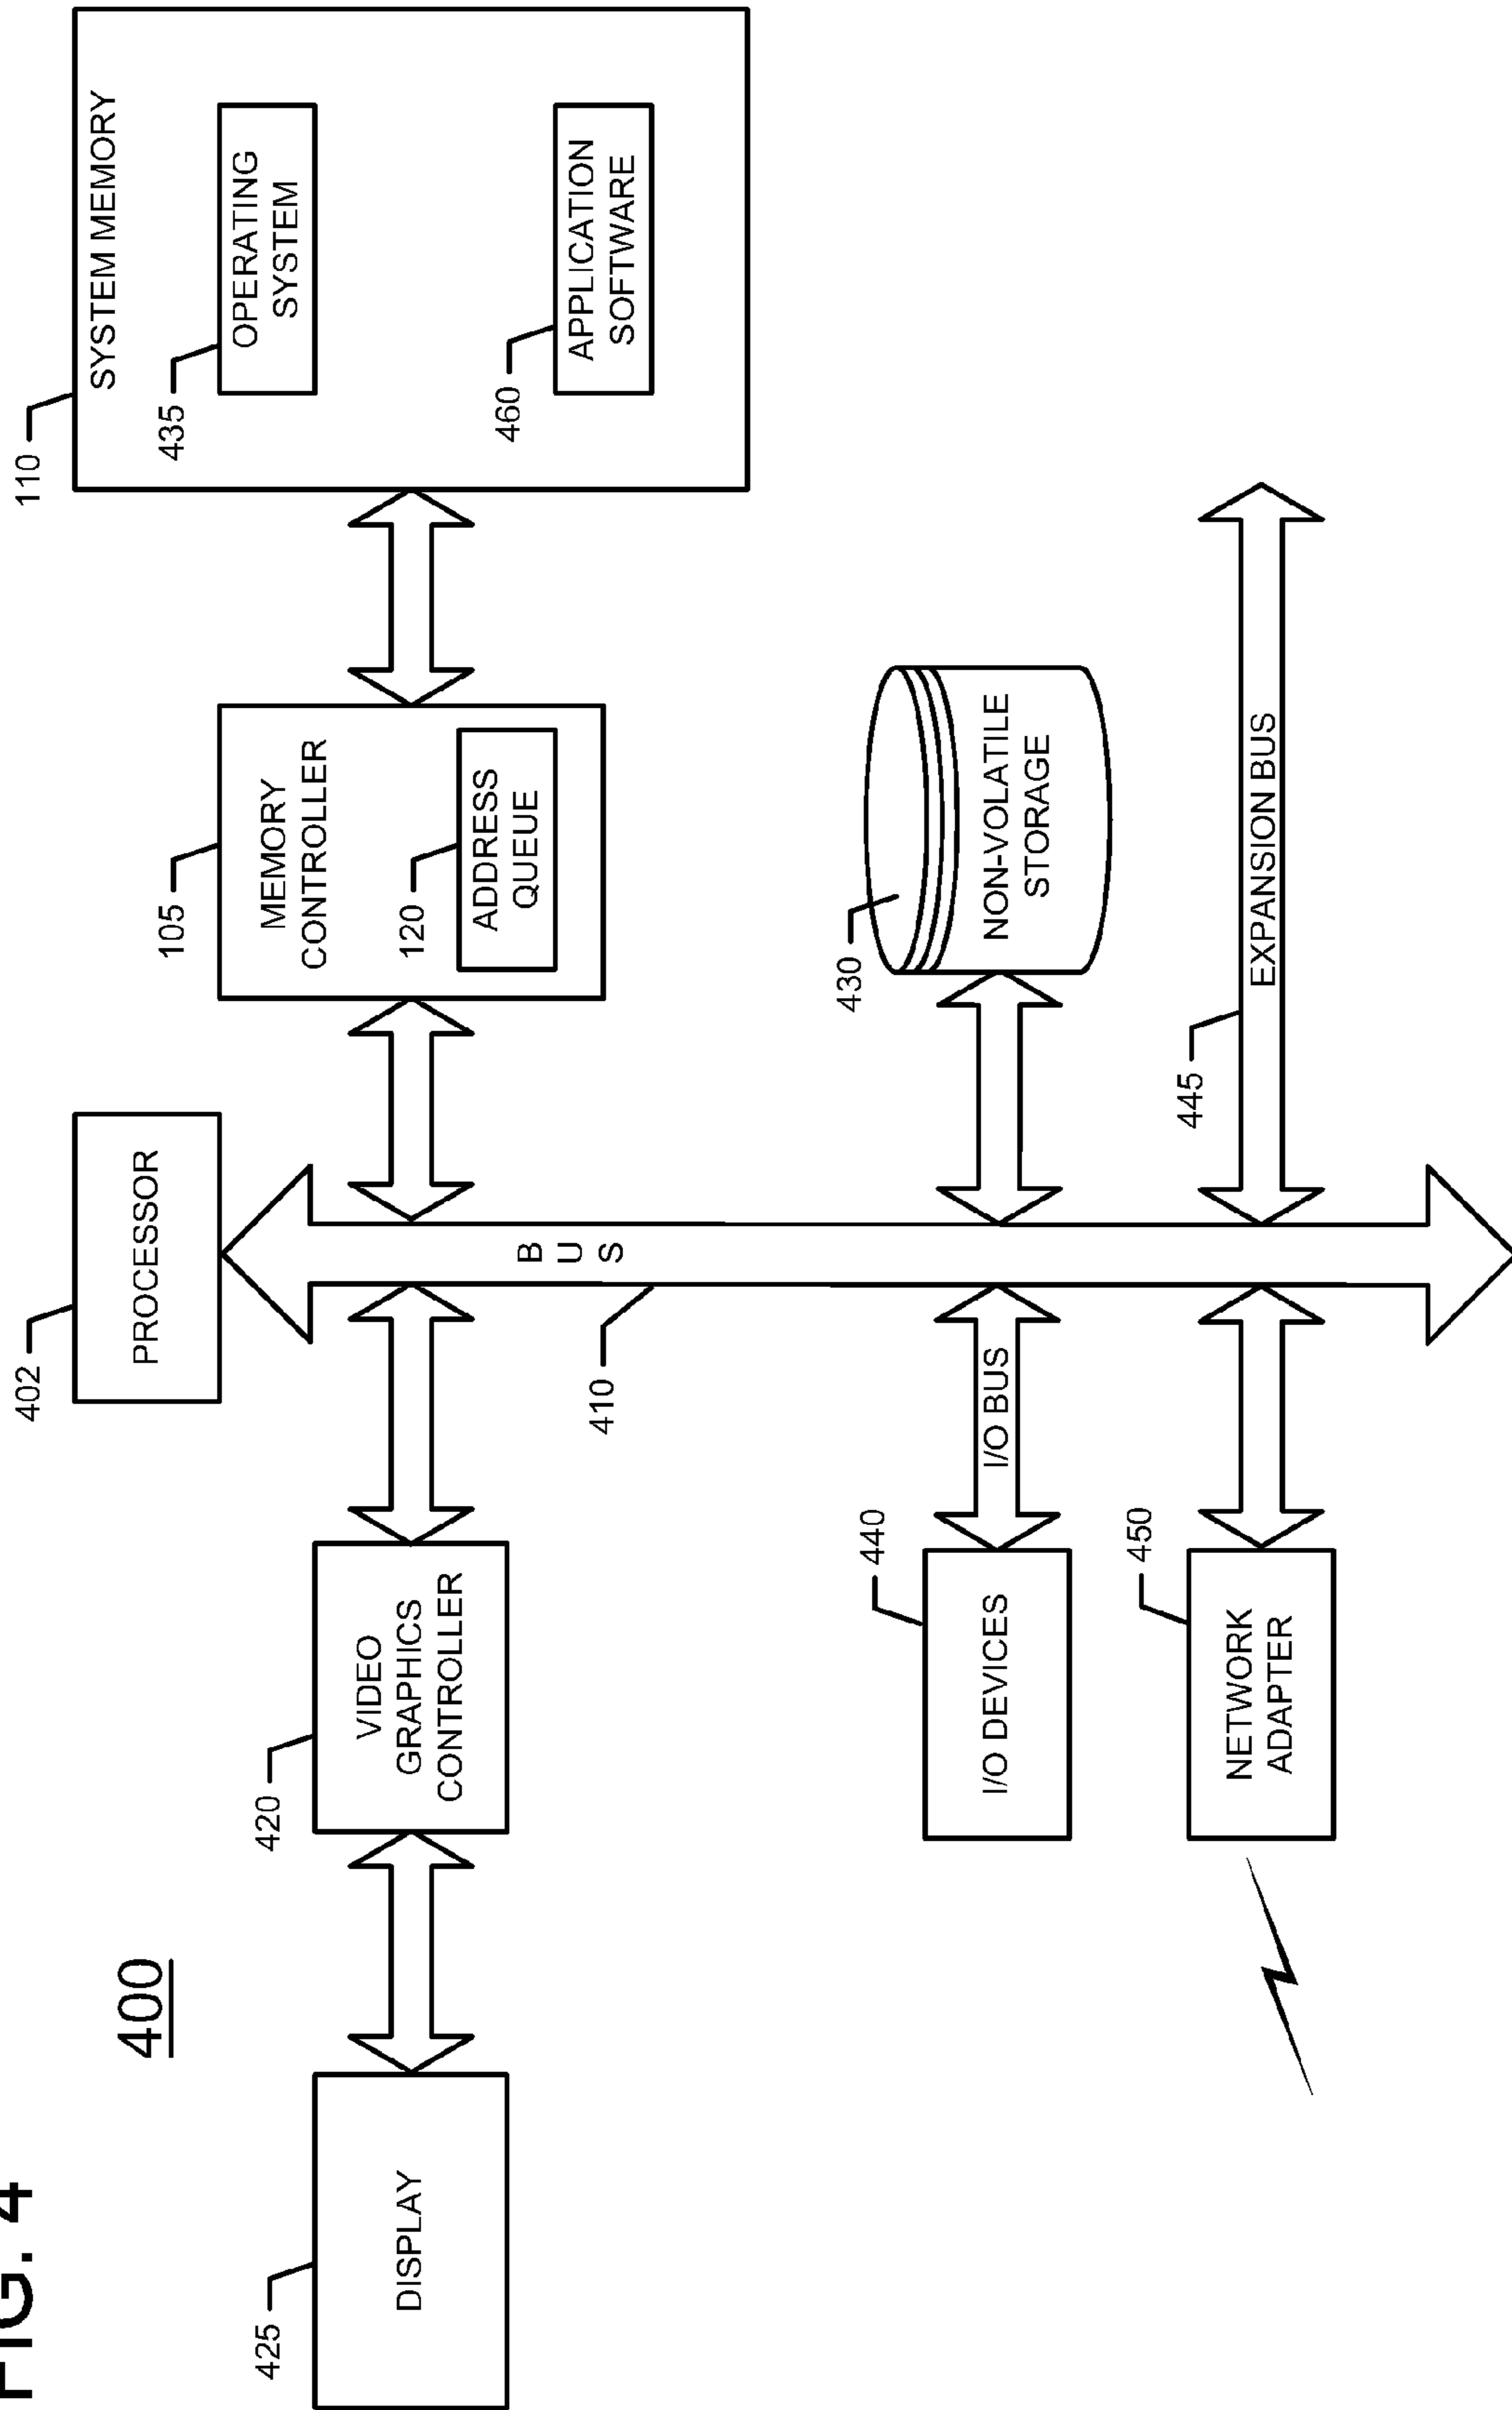 FIG. 4
400
402
PROCESSOR
110
SYSTEM MEMORY
435
OPERATING
SYSTEM
460
APPLICATION
SOFTWARE
105
MEMORY
CONTROLLER
120
ADDRESS
QUEUE
425
DISPLAY
420
VIDEO
GRAPHICS
CONTROLLER
B
U
S
410
430
NON-VOLATILE
STORAGE
440
I/O DEVICES
I/O BUS
445
EXPANSION BUS
450
NETWORK
ADAPTER